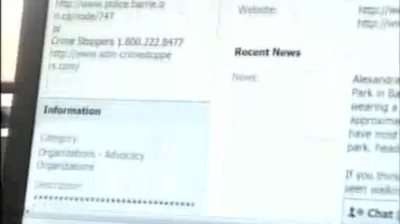 http://www.police.barrie.o
n.ca/node/747
or
Crime Stoppers 1.800.222.8477
http://www.sdm-crimestoppe
rs.com/
Information
Category:
Organizations - Advocacy
Organizations
Description:
Website:
http://w
http://w
Recent News
News:
Alexandra
Park in Ba
wearing a
approxima
have most
park, head
If you think
seen walkin
Chat